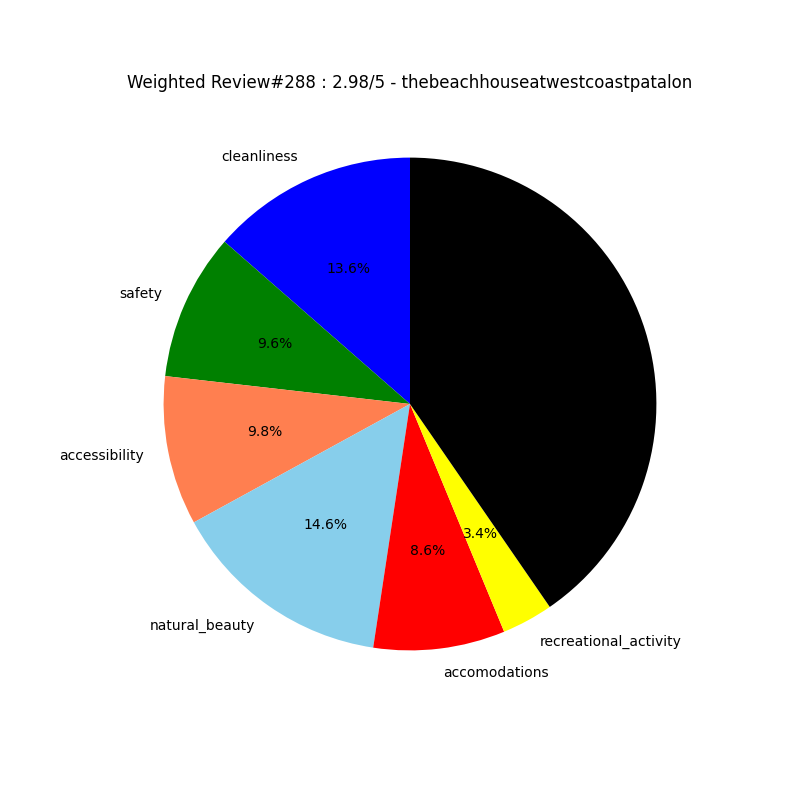 Weighted Review#288 : 2.98/5 - thebeachhouseatwestcoastpatalon
cleanliness
13.6%
safety
9.6%
accessibility
9.8%
natural_beauty
14.6%
accomodations
8.6%
recreational_activity
3.4%